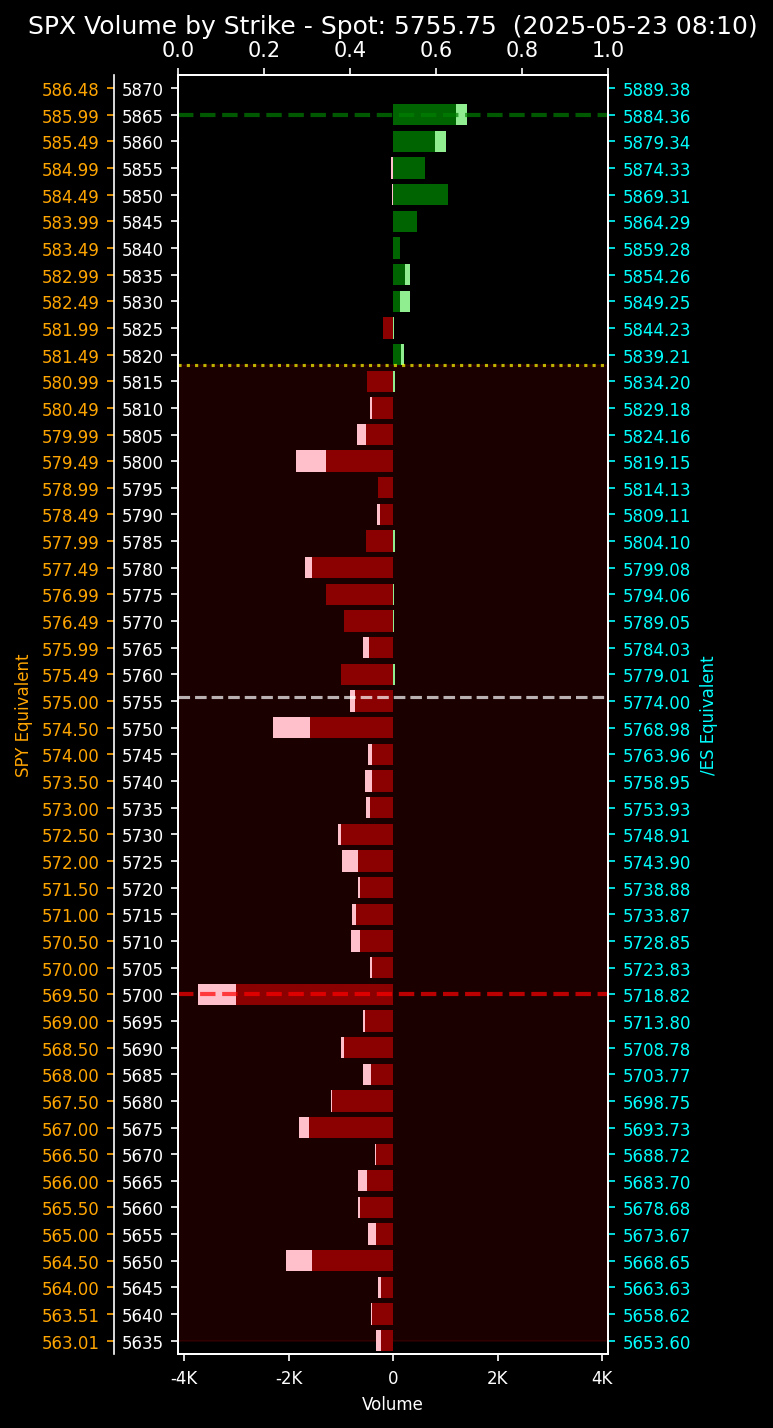 SPX Volume by Strike - Spot: 5755.75  (2025-05-23 08:10)
0.0 0.2 0.4 0.6 0.8 1.0
586.48 5870 5889.38
585.99 5865 5884.36
585.49 5860 5879.34
584.99 5855 5874.33
584.49 5850 5869.31
583.99 5845 5864.29
583.49 5840 5859.28
582.99 5835 5854.26
582.49 5830 5849.25
581.99 5825 5844.23
581.49 5820 5839.21
580.99 5815 5834.20
580.49 5810 5829.18
579.99 5805 5824.16
579.49 5800 5819.15
578.99 5795 5814.13
578.49 5790 5809.11
577.99 5785 5804.10
577.49 5780 5799.08
576.99 5775 5794.06
576.49 5770 5789.05
575.99 5765 5784.03
575.49 5760 5779.01
575.00 5755 5774.00
574.50 5750 5768.98
574.00 5745 5763.96
573.50 5740 5758.95
573.00 5735 5753.93
572.50 5730 5748.91
572.00 5725 5743.90
571.50 5720 5738.88
571.00 5715 5733.87
570.50 5710 5728.85
570.00 5705 5723.83
569.50 5700 5718.82
569.00 5695 5713.80
568.50 5690 5708.78
568.00 5685 5703.77
567.50 5680 5698.75
567.00 5675 5693.73
566.50 5670 5688.72
566.00 5665 5683.70
565.50 5660 5678.68
565.00 5655 5673.67
564.50 5650 5668.65
564.00 5645 5663.63
563.51 5640 5658.62
563.01 5635 5653.60
SPY Equivalent
/ES Equivalent
-4K -2K 0 2K 4K
Volume